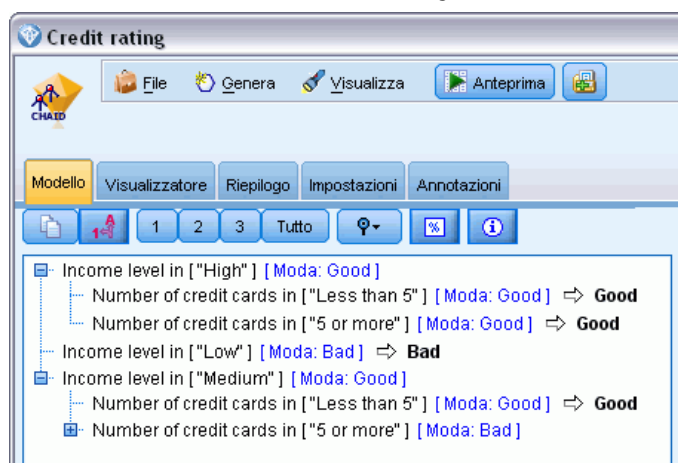 Credit rating
File Genera Visualizza Anteprima
CHAID
Modello Visualizzatore Riepilogo Impostazioni Annotazioni
1 A 1 2 3 Tutto % i
Income level in ["High"] [Moda: Good]
Number of credit cards in ["Less than 5"] [Moda: Good] ⇨ Good
Number of credit cards in ["5 or more"] [Moda: Good] ⇨ Good
Income level in ["Low"] [Moda: Bad] ⇨ Bad
Income level in ["Medium"] [Moda: Good]
Number of credit cards in ["Less than 5"] [Moda: Good] ⇨ Good
Number of credit cards in ["5 or more"] [Moda: Bad]